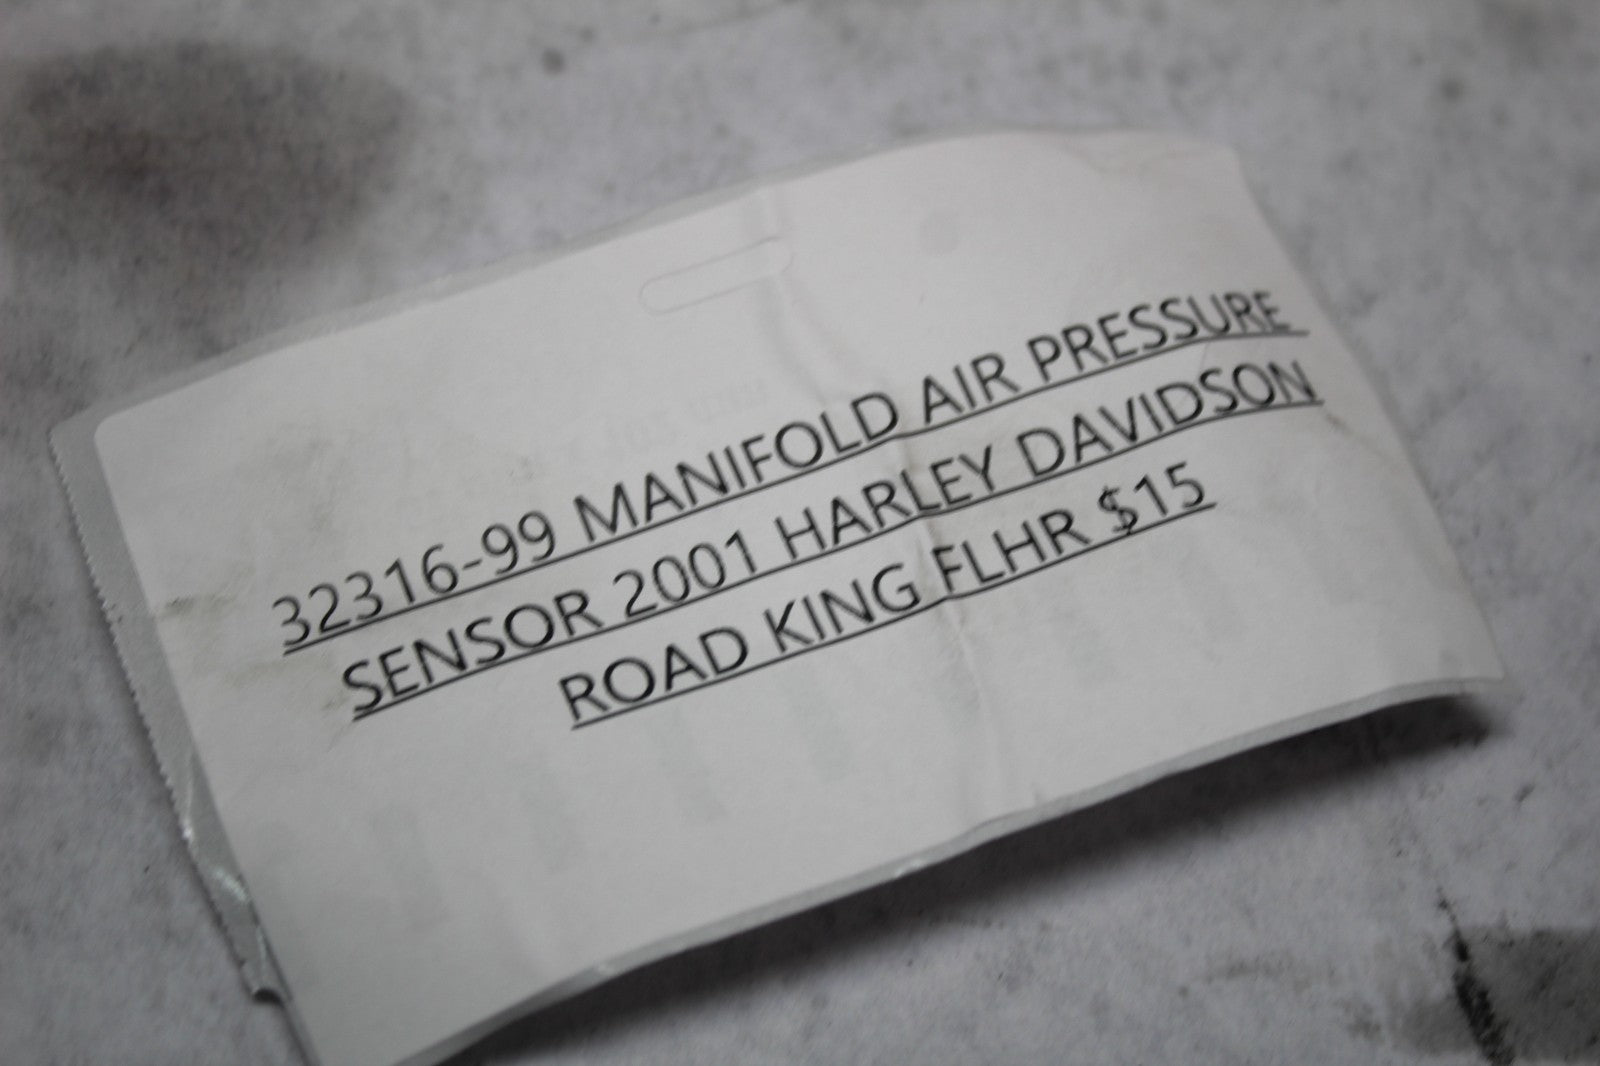 32316-99 MANIFOLD AIR PRESSURE
SENSOR 2001 HARLEY DAVIDSON
ROAD KING FLHR $15